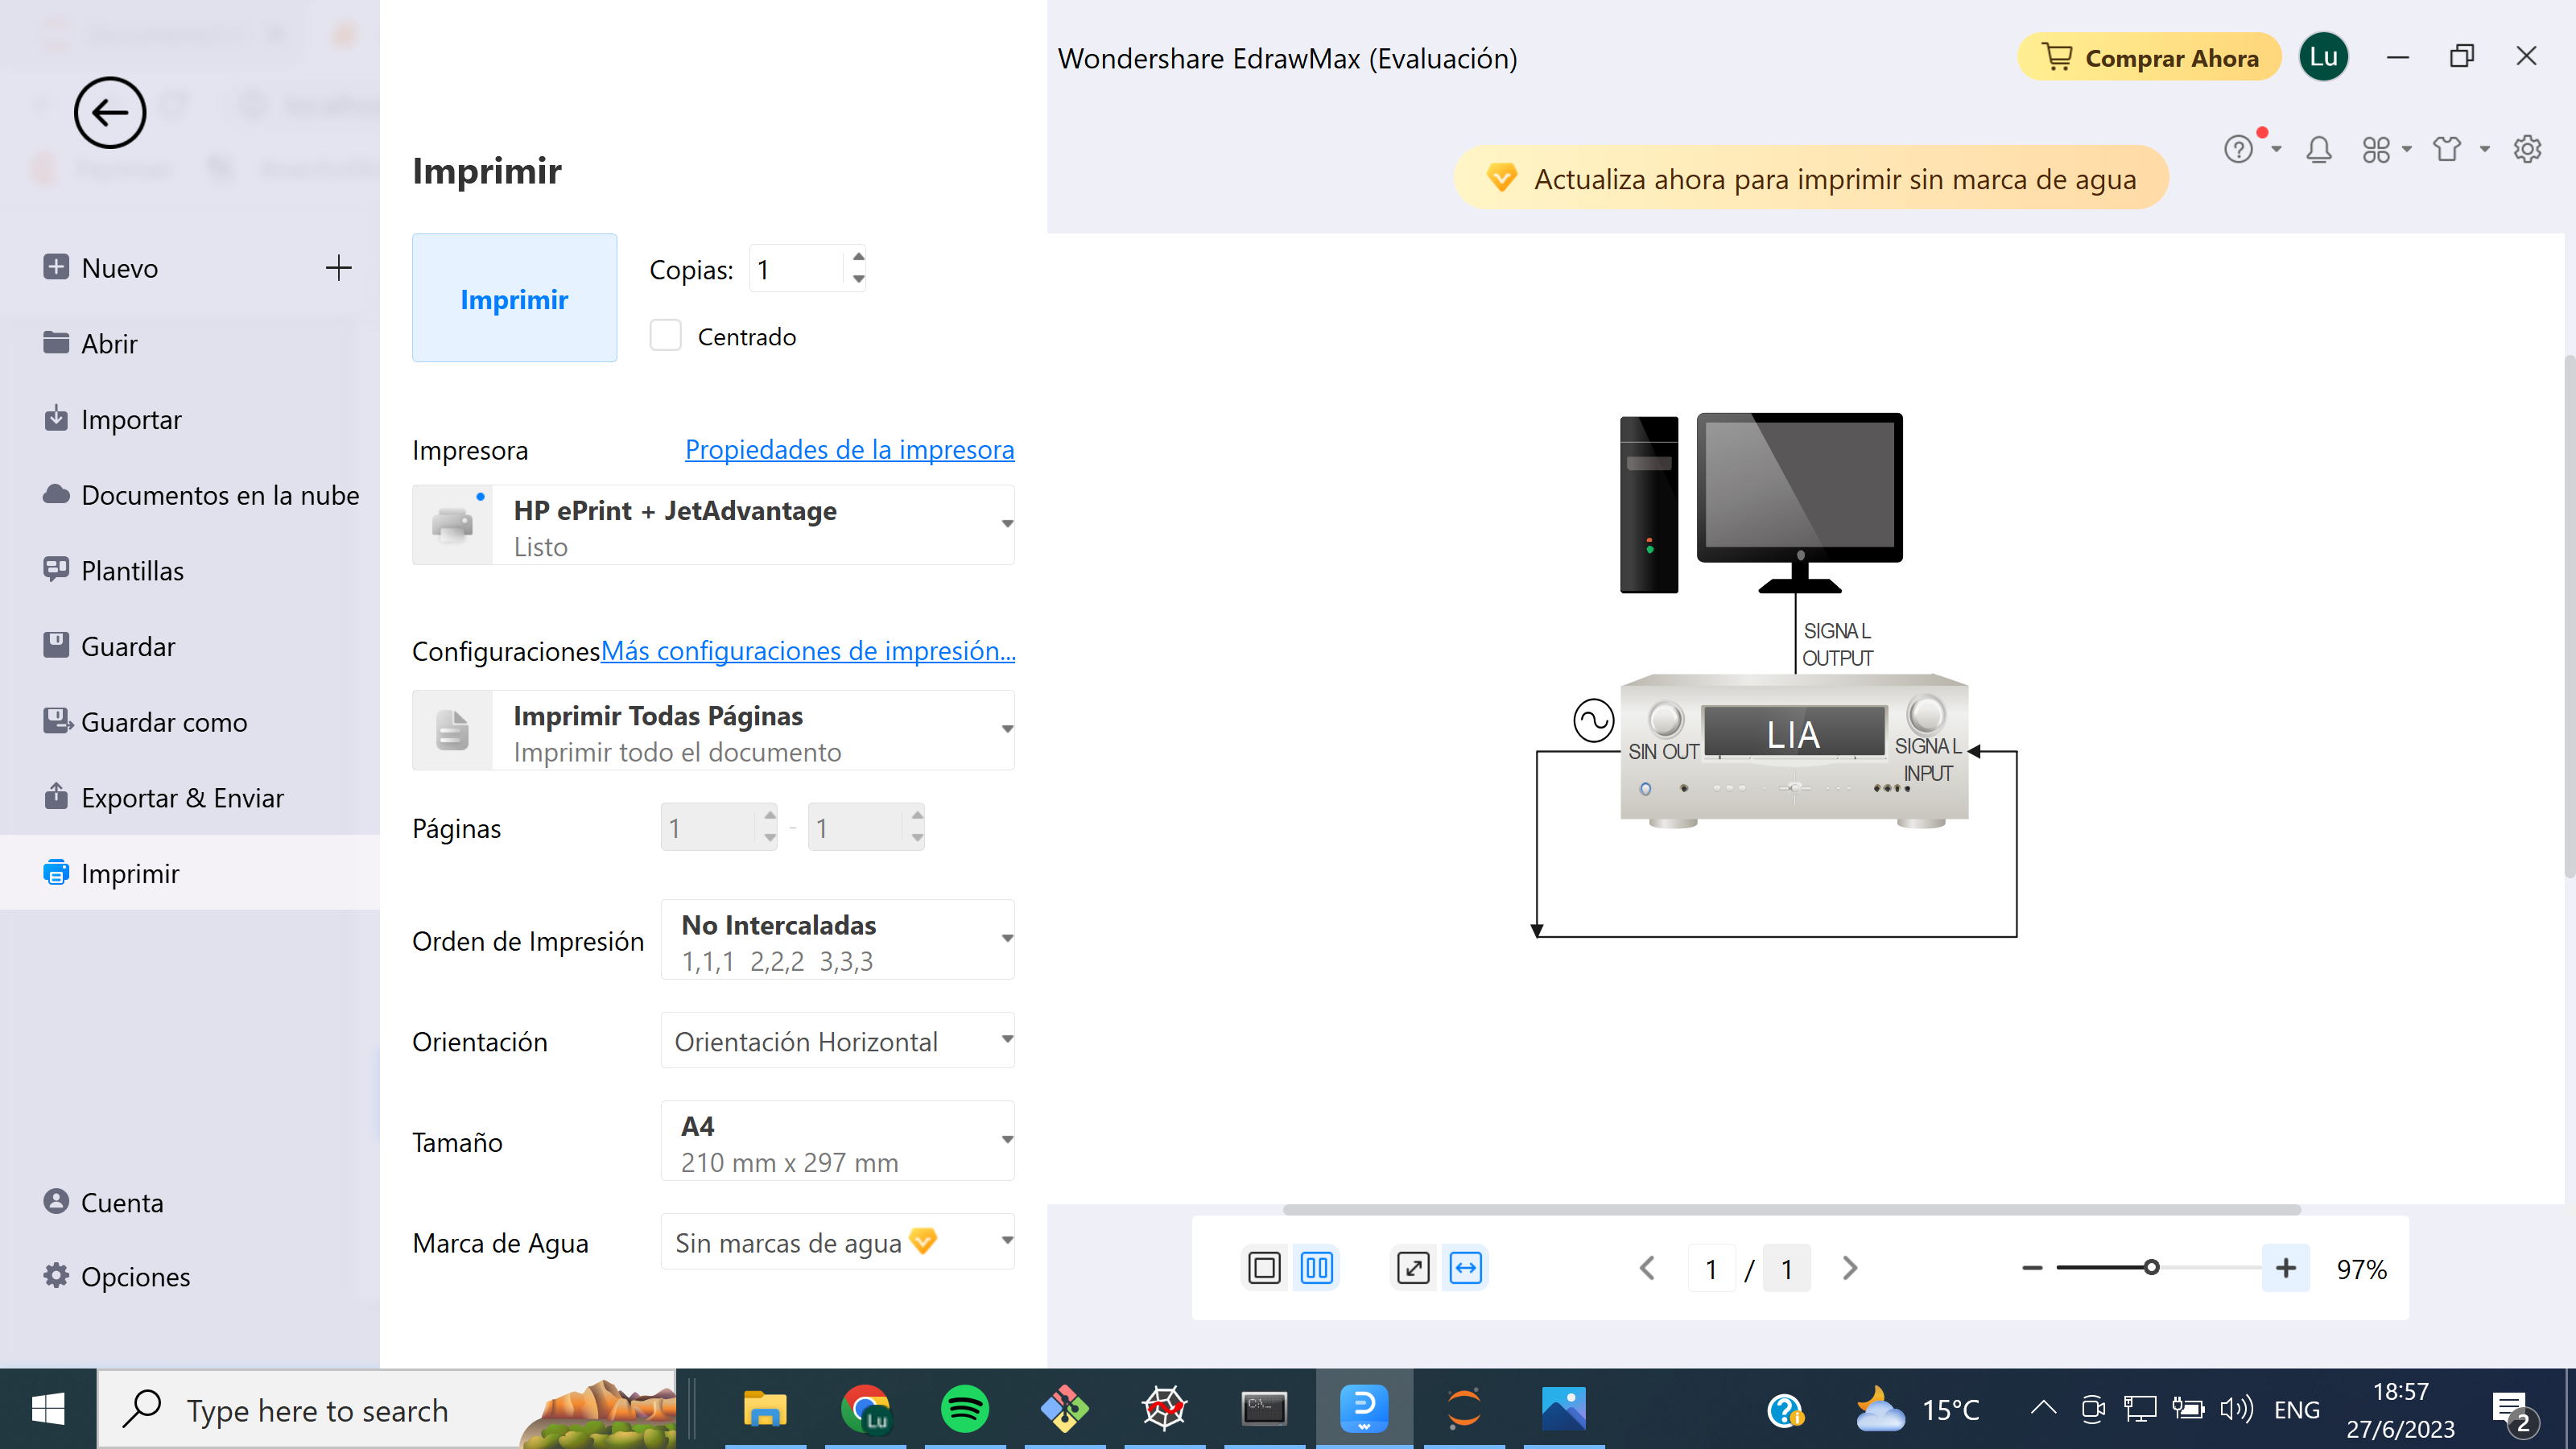 Wondershare EdrawMax (Evaluación)
Comprar Ahora
Lu
Actualiza ahora para imprimir sin marca de agua
Nuevo
Abrir
Importar
Documentos en la nube
Plantillas
Guardar
Guardar como
Exportar & Enviar
Imprimir
Cuenta
Opciones
Imprimir
Imprimir
Copias: 1
Centrado
Impresora
Propiedades de la impresora
HP ePrint + JetAdvantage
Listo
Configuraciones
Más configuraciones de impresión...
Imprimir Todas Páginas
Imprimir todo el documento
Páginas 1 - 1
Orden de Impresión
No Intercaladas
1,1,1 2,2,2 3,3,3
Orientación
Orientación Horizontal
Tamaño
A4
210 mm x 297 mm
Marca de Agua
Sin marcas de agua
SIGNAL
OUTPUT
SIN OUT
LIA
SIGNAL
INPUT
1 / 1
97%
Type here to search
Lu
15°C
ENG
18:57
27/6/2023
2